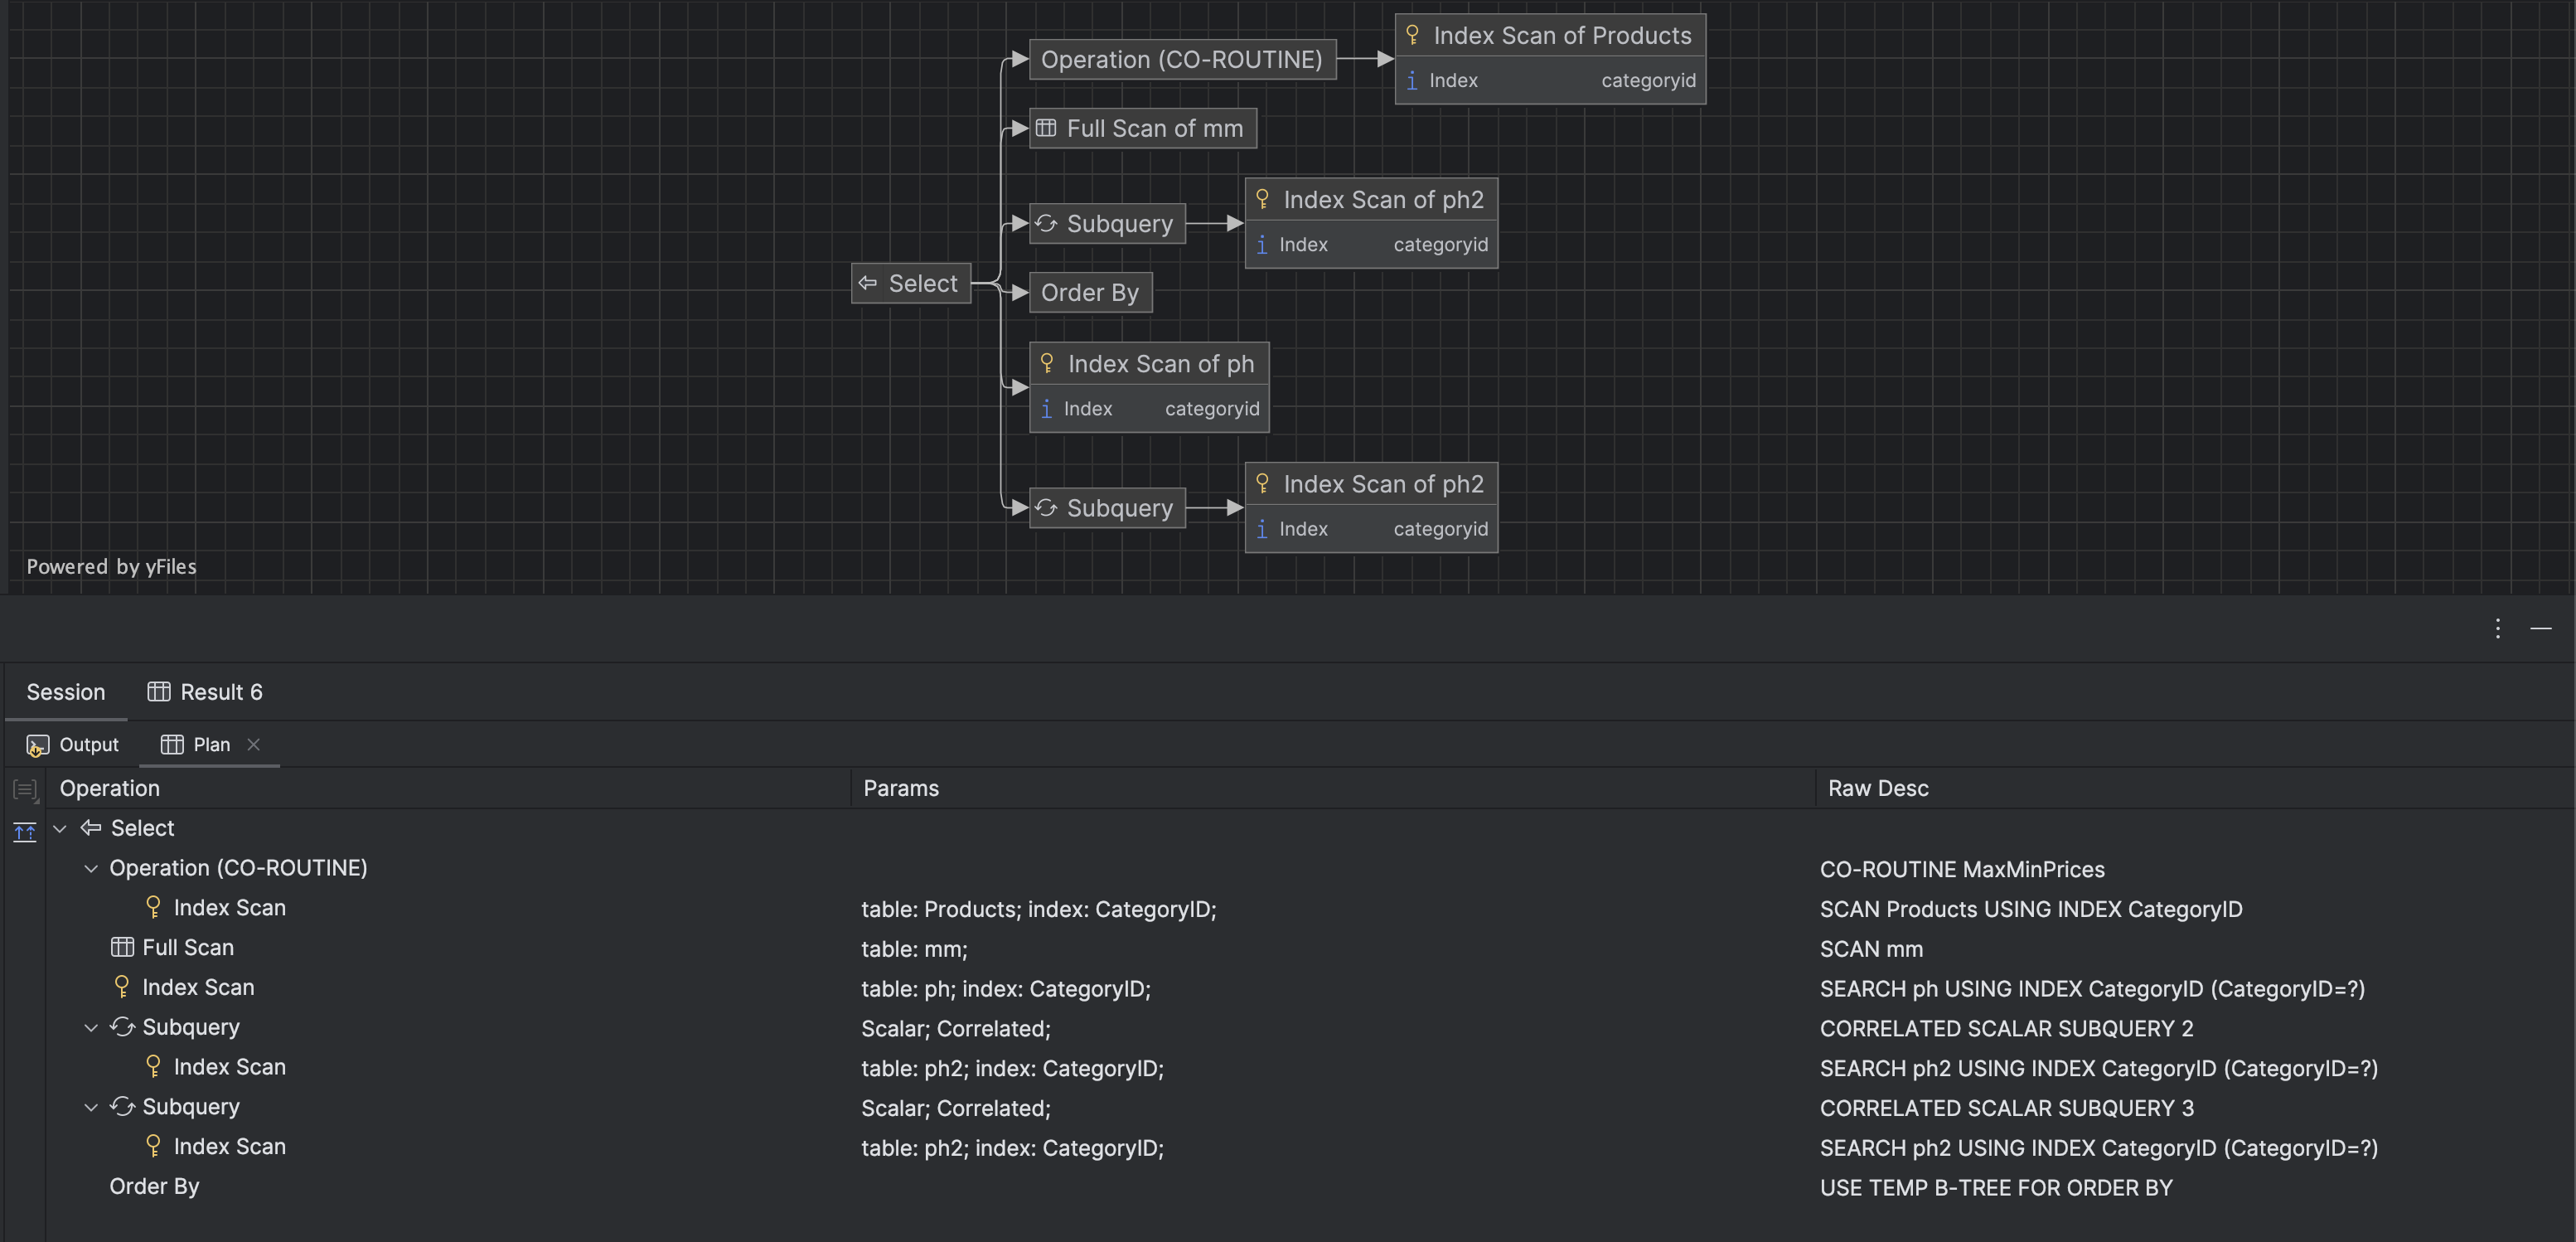 Index Scan of Products
Operation (CO-ROUTINE)
i Index categoryid
Full Scan of mm
Index Scan of ph2
Subquery
i Index categoryid
Select
Order By
Index Scan of ph
i Index categoryid
Index Scan of ph2
Subquery
i Index categoryid
Powered by yFiles
Session Result 6
Output Plan
Operation Params Raw Desc
Select
Operation (CO-ROUTINE) CO-ROUTINE MaxMinPrices
Index Scan table: Products; index: CategoryID; SCAN Products USING INDEX CategoryID
Full Scan table: mm; SCAN mm
Index Scan table: ph; index: CategoryID; SEARCH ph USING INDEX CategoryID (CategoryID=?)
Subquery Scalar; Correlated; CORRELATED SCALAR SUBQUERY 2
Index Scan table: ph2; index: CategoryID; SEARCH ph2 USING INDEX CategoryID (CategoryID=?)
Subquery Scalar; Correlated; CORRELATED SCALAR SUBQUERY 3
Index Scan table: ph2; index: CategoryID; SEARCH ph2 USING INDEX CategoryID (CategoryID=?)
Order By USE TEMP B-TREE FOR ORDER BY